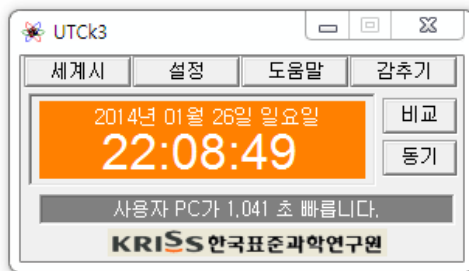 UTCk3
세계시 설정 도움말 감추기
2014년 01월 26일 일요일
22:08:49
비교
동기
사용자 PC가 1,041 초 빠릅니다.
KRISS 한국표준과학연구원